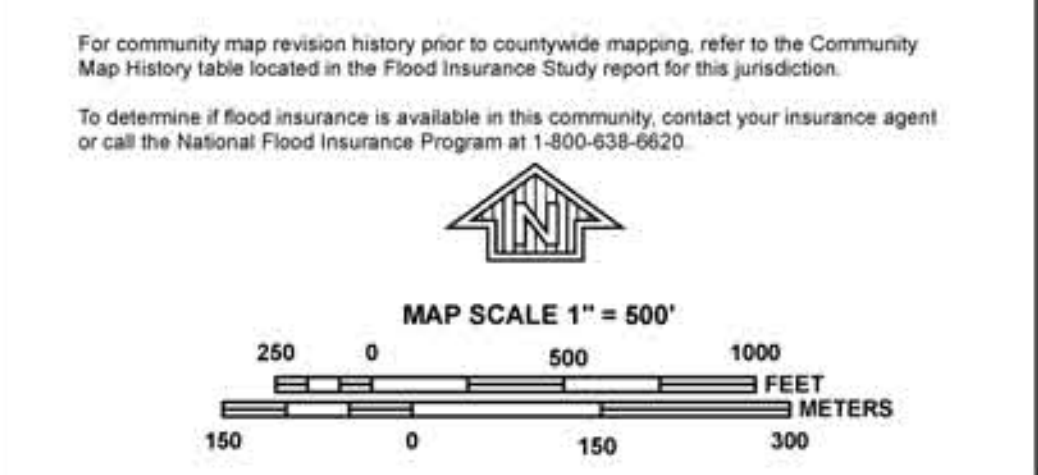 For community map revision history prior to countywide mapping, refer to the Community
Map History table located in the Flood Insurance Study report for this jurisdiction.
To determine if flood insurance is available in this community, contact your insurance agent
or call the National Flood Insurance Program at 1-800-638-6620.
N
MAP SCALE 1" = 500'
250 0 500 1000
FEET
METERS
150 0 150 300